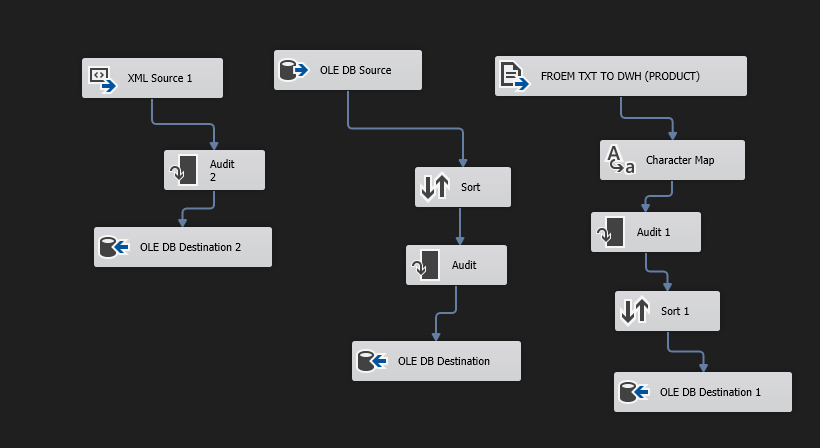 XML Source 1
Audit
2
OLE DB Destination 2
OLE DB Source
Sort
Audit
OLE DB Destination
FROEM TXT TO DWH (PRODUCT)
Character Map
Audit 1
Sort 1
OLE DB Destination 1